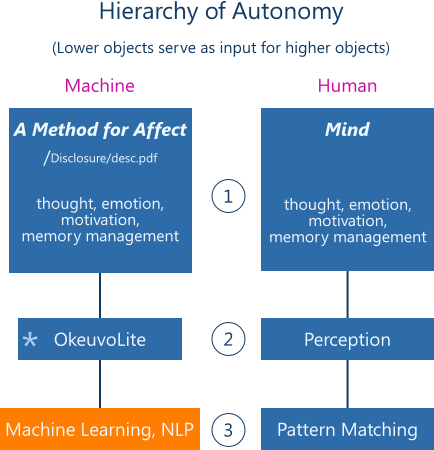 Hierarchy of Autonomy
(Lower objects serve as input for higher objects)
Machine
Human
A Method for Affect
/Disclosure/desc.pdf
thought, emotion,
motivation,
memory management
1
Mind
thought, emotion,
motivation,
memory management
* OkeuvoLite
2
Perception
Machine Learning, NLP
3
Pattern Matching